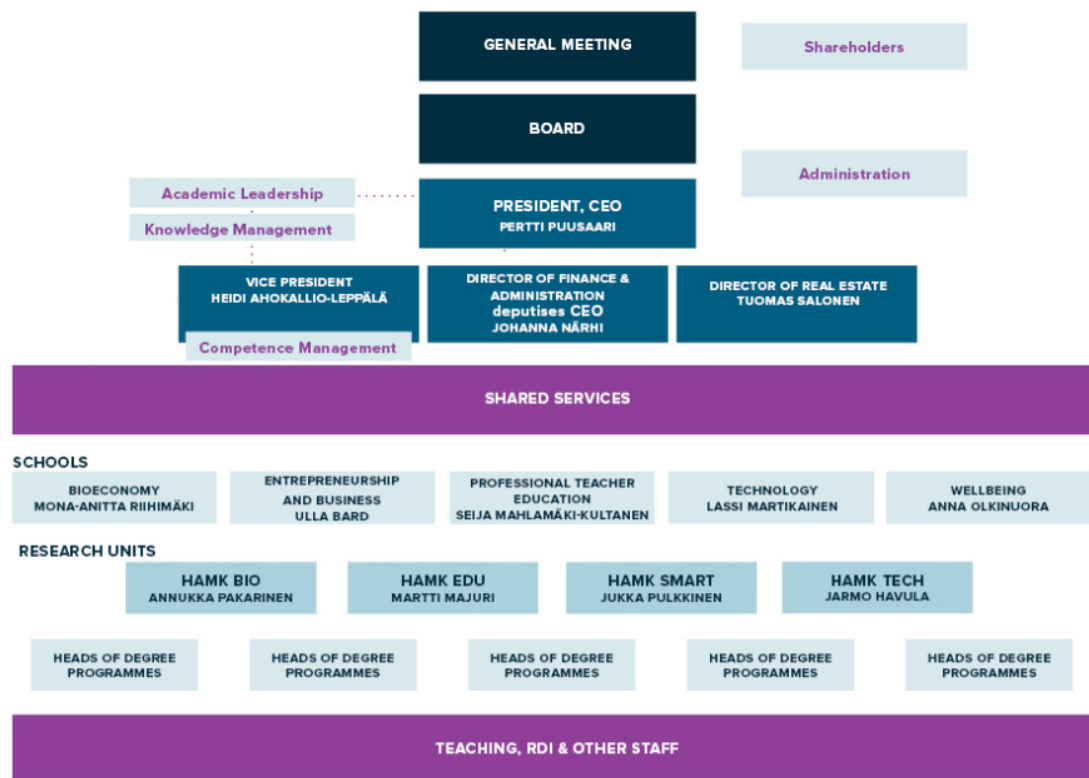 GENERAL MEETING
Shareholders
BOARD
Administration
Academic Leadership
Knowledge Management
PRESIDENT, CEO
PERTTI PUUSAARI
VICE PRESIDENT
HEIDI AHOKALLIO-LEPPÄLÄ
Competence Management
DIRECTOR OF FINANCE &
ADMINISTRATION
deputises CEO
JOHANNA NÄRHI
DIRECTOR OF REAL ESTATE
TUOMAS SALONEN
SHARED SERVICES
SCHOOLS
BIOECONOMY
MONA-ANITTA RIIHIMÄKI
ENTREPRENEURSHIP
AND BUSINESS
ULLA BARD
PROFESSIONAL TEACHER
EDUCATION
SEIJA MAHLAMÄKI-KULTANEN
TECHNOLOGY
LASSI MARTIKAINEN
WELLBEING
ANNA OLKINUORA
RESEARCH UNITS
HAMK BIO
ANNUKKA PAKARINEN
HAMK EDU
MARTTI MAJURI
HAMK SMART
JUKKA PULKKINEN
HAMK TECH
JARMO HAVULA
HEADS OF DEGREE
PROGRAMMES
HEADS OF DEGREE
PROGRAMMES
HEADS OF DEGREE
PROGRAMMES
HEADS OF DEGREE
PROGRAMMES
HEADS OF DEGREE
PROGRAMMES
TEACHING, RDI & OTHER STAFF